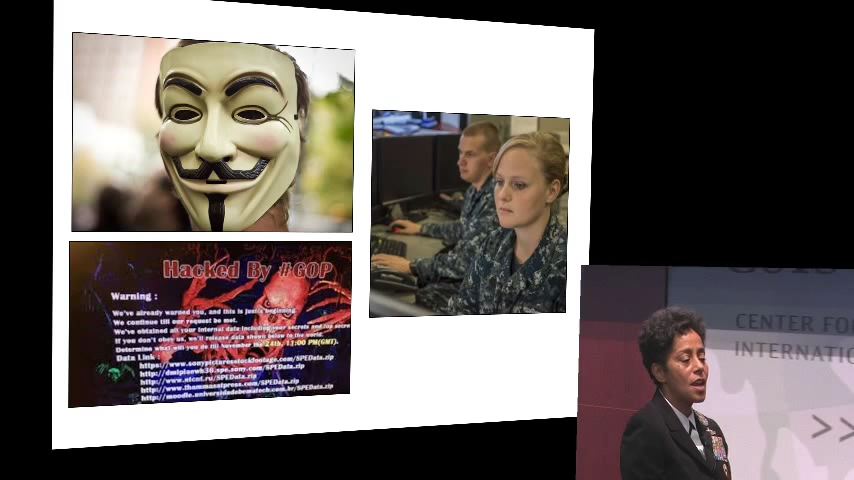 Hacked By #GOP
Warning :
We've already warned you, and this is just a beginning.
We continue till our request be met.
We've obtained all your internal data including your secrets and top secre
If you don't obey us, we'll release data shown below to the world.
Determine what will you do till November the 24th, 11:00 PM(GMT).
Data Link :
https://www.sonypicturesstockfootage.com/SPEData.zip
http://dmiplaewh36.spe.sony.com/SPEData.zip
http://www.ntcnt.ru/SPEData.zip
http://www.thammasatpress.com/SPEData.zip
http://moodle.universidadebematech.com.br/SPEData.zip
CENTER FO
INTERNATI
>>